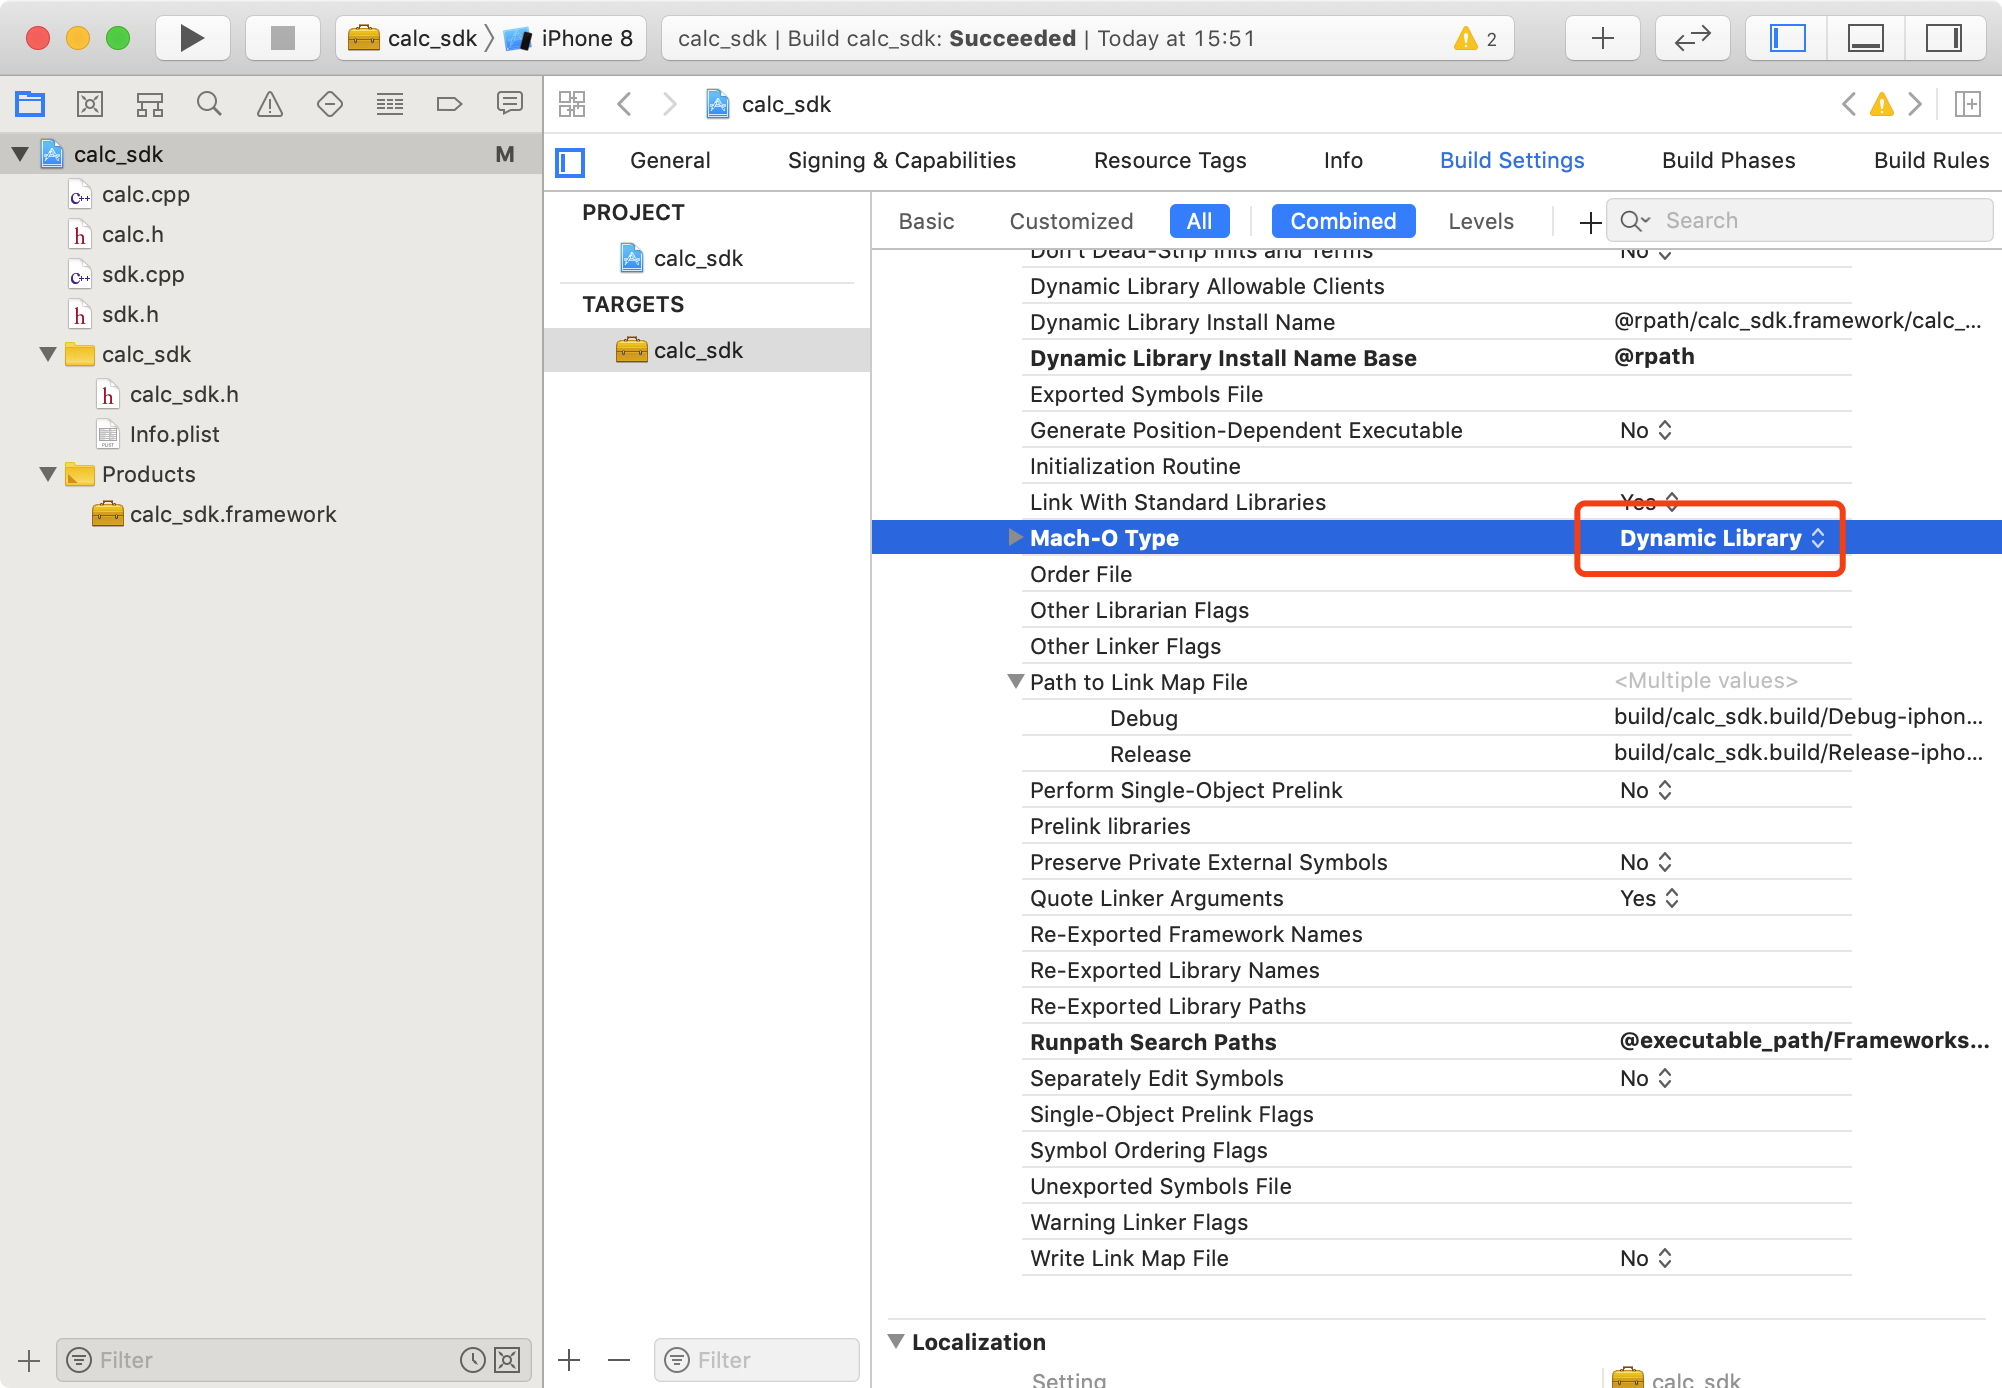 calc_sdk
iPhone 8
calc_sdk | Build calc_sdk: Succeeded | Today at 15:51
2
calc_sdk
calc_sdk
M
calc.cpp
calc.h
sdk.cpp
sdk.h
calc_sdk
calc_sdk.h
Info.plist
Products
calc_sdk.framework
Filter
General
Signing & Capabilities
Resource Tags
Info
Build Settings
Build Phases
Build Rules
PROJECT
calc_sdk
TARGETS
calc_sdk
Filter
Basic
Customized
All
Combined
Levels
Search
Don't Dead-Strip Inits and Terms No
Dynamic Library Allowable Clients
Dynamic Library Install Name @rpath/calc_sdk.framework/calc_...
Dynamic Library Install Name Base @rpath
Exported Symbols File
Generate Position-Dependent Executable No
Initialization Routine
Link With Standard Libraries Yes
Mach-O Type Dynamic Library
Order File
Other Librarian Flags
Other Linker Flags
Path to Link Map File <Multiple values>
Debug build/calc_sdk.build/Debug-iphon...
Release build/calc_sdk.build/Release-ipho...
Perform Single-Object Prelink No
Prelink libraries
Preserve Private External Symbols No
Quote Linker Arguments Yes
Re-Exported Framework Names
Re-Exported Library Names
Re-Exported Library Paths
Runpath Search Paths @executable_path/Frameworks...
Separately Edit Symbols No
Single-Object Prelink Flags
Symbol Ordering Flags
Unexported Symbols File
Warning Linker Flags
Write Link Map File No
Localization
Setting calc_sdk